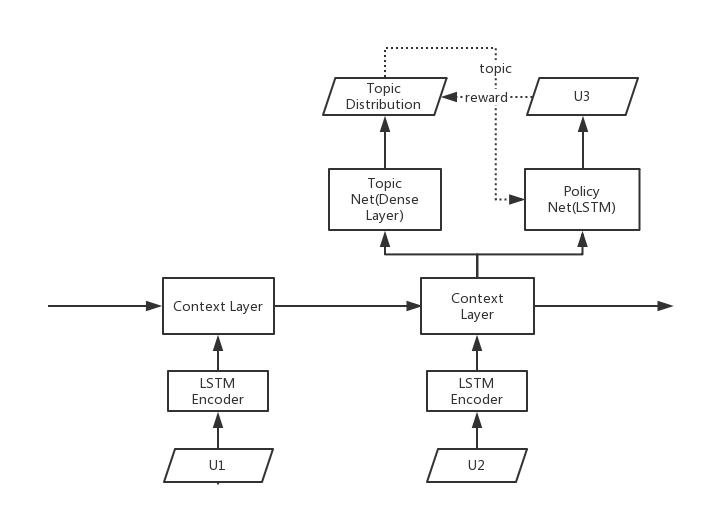 topic
Topic
Distribution
reward
U3
Topic
Net(Dense
Layer)
Policy
Net(LSTM)
Context Layer
Context
Layer
LSTM
Encoder
LSTM
Encoder
U1
U2